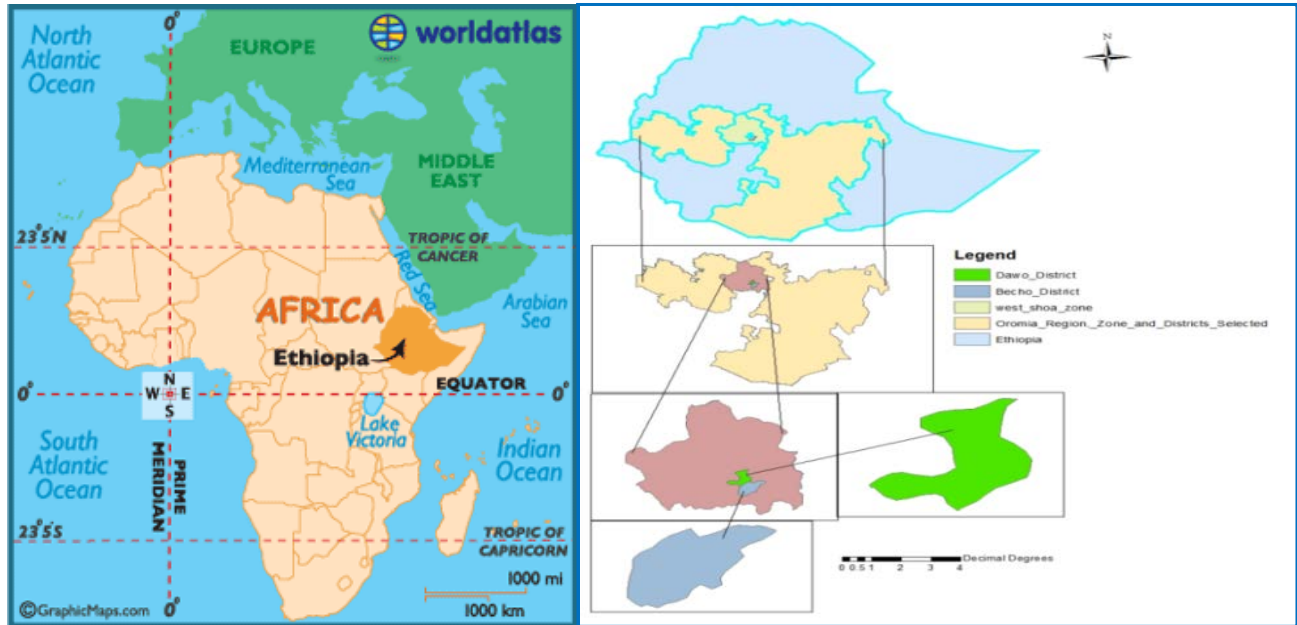 0°
North
Atlantic
Ocean
worldatlas
EUROPE
Mediterranean
Sea
MIDDLE
EAST
23°5'N
TROPIC OF
CANCER
Red Sea
Arabian
Sea
AFRICA
Ethiopia
EQUATOR
0°
0°
N
W E
S
Lake
Victoria
South
Atlantic
Ocean
PRIME
MERIDIAN
Indian
Ocean
23°5'S
TROPIC OF
CAPRICORN
1000 mi
1000 km
©GraphicMaps.com
0°
N
Legend
Dawo_District
Becho_District
west_shoa_zone
Oromia_Region._Zone_and_Districts_Selected
Ethiopia
Decimal Degrees
0 0.5 1 2 3 4